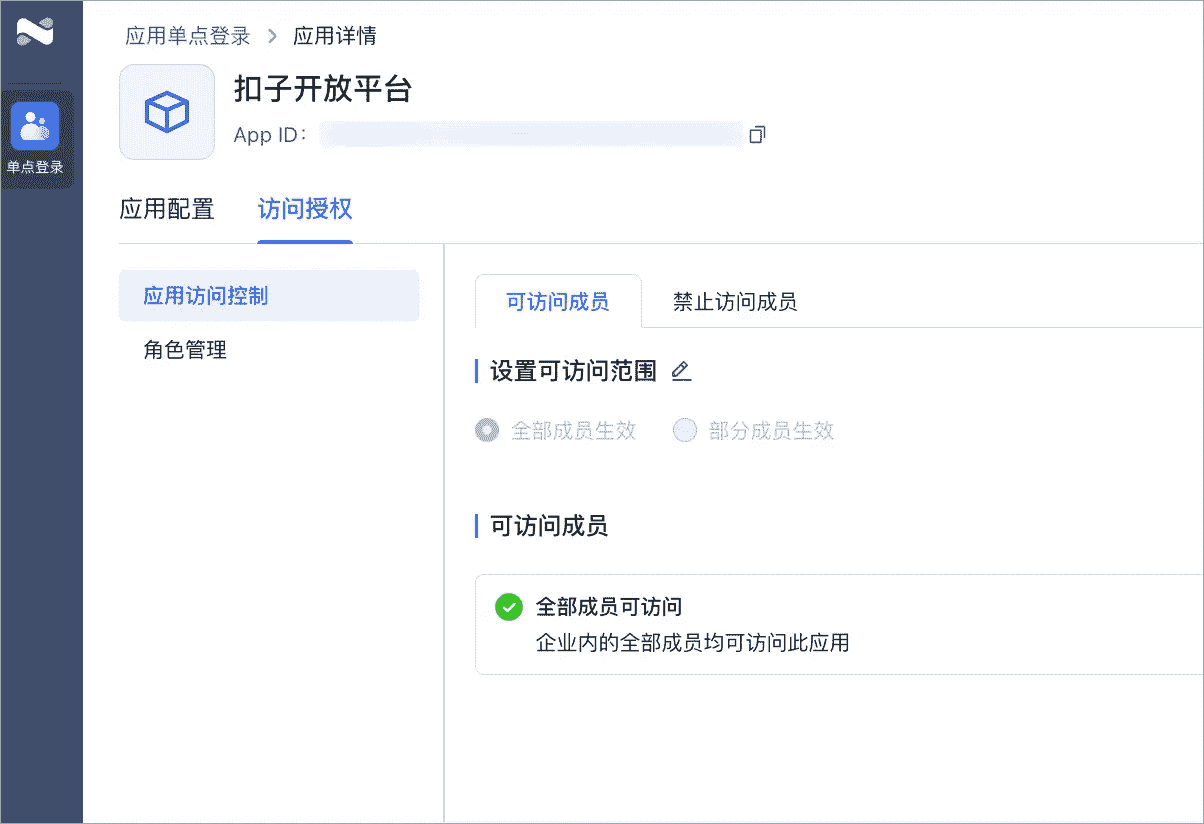 应用单点登录 > 应用详情
扣子开放平台
App ID：
单点登录
应用配置 访问授权
应用访问控制
角色管理
可访问成员 禁止访问成员
设置可访问范围
全部成员生效 部分成员生效
可访问成员
全部成员可访问
企业内的全部成员均可访问此应用